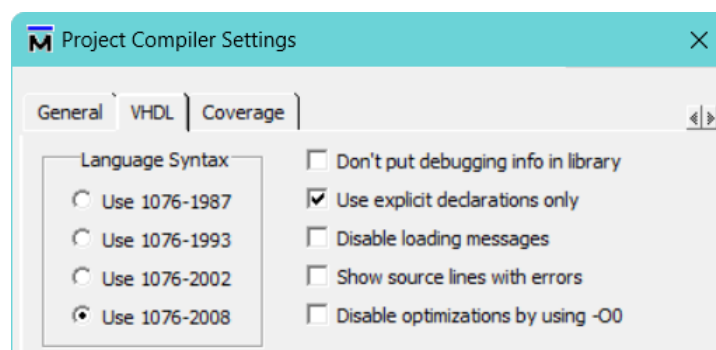 Project Compiler Settings
General VHDL Coverage
Language Syntax
Use 1076-1987
Use 1076-1993
Use 1076-2002
Use 1076-2008
Don't put debugging info in library
Use explicit declarations only
Disable loading messages
Show source lines with errors
Disable optimizations by using -O0